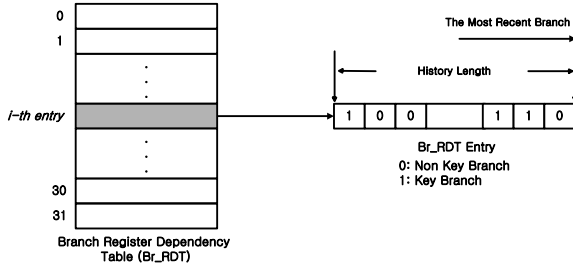 0
1
i-th entry
30
31
Branch Register Dependency
Table (Br_RDT)
The Most Recent Branch
History Length
1 0 0 1 1 0
Br_RDT Entry
0: Non Key Branch
1: Key Branch